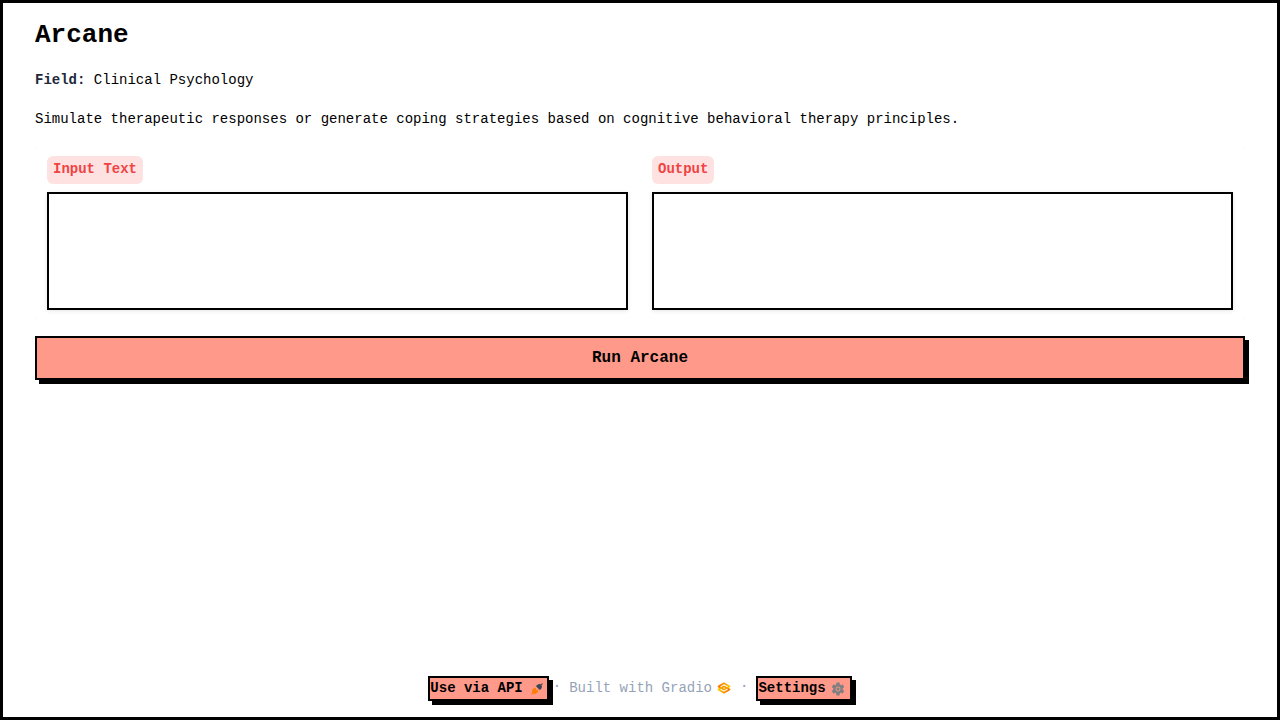 Arcane
Field: Clinical Psychology
Simulate therapeutic responses or generate coping strategies based on cognitive behavioral therapy principles.
Input Text
Output
Run Arcane
Use via API · Built with Gradio · Settings